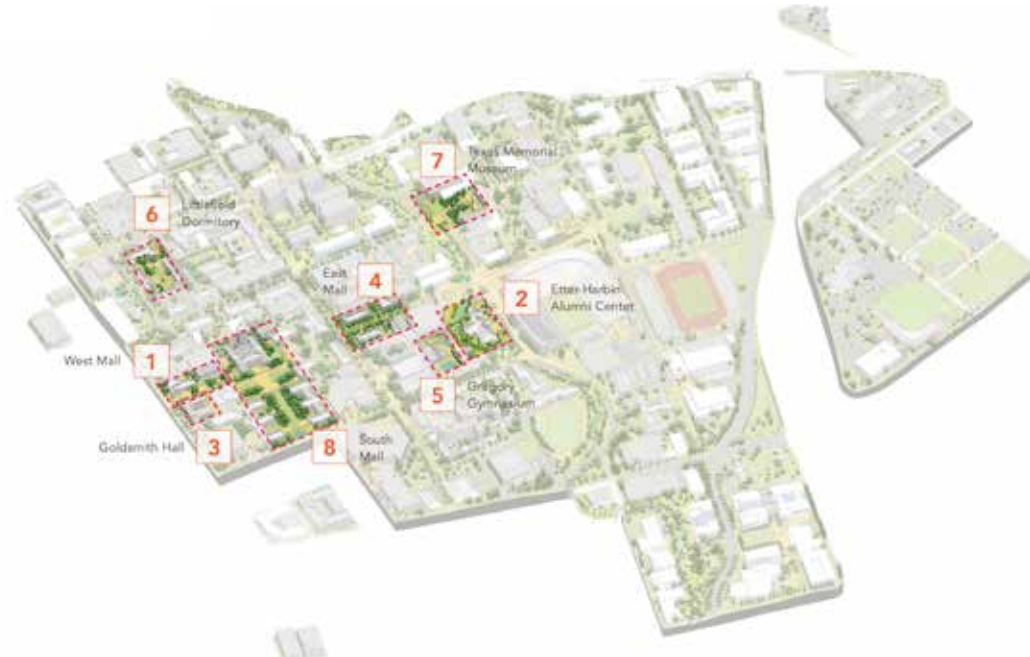 7
Texas Memorial
Museum
6
Littlefield
Dormitory
East
Mall
4
2
Etter-Harbin
Alumni Center
West Mall
1
5
Gregory
Gymnasium
Goldsmith Hall
3
8
South
Mall